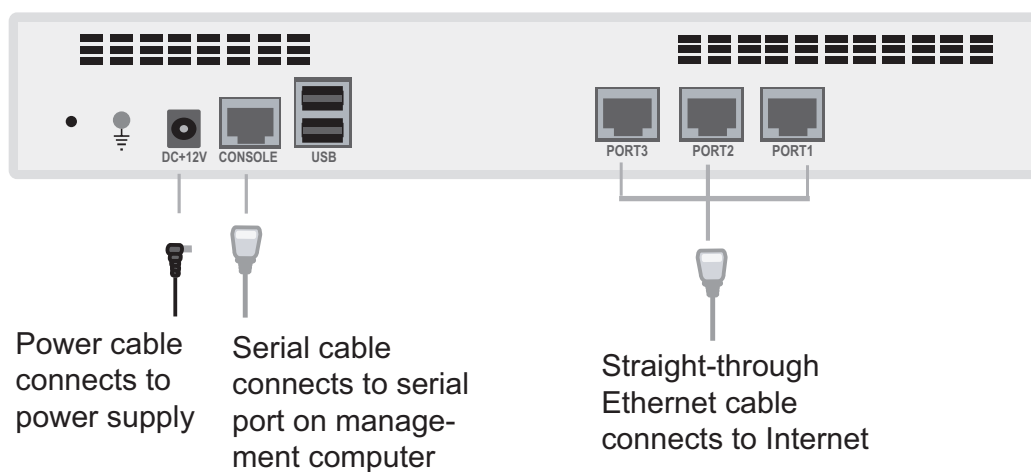 DC+12V CONSOLE USB PORT3 PORT2 PORT1
Power cable
connects to
power supply
Serial cable
connects to serial
port on manage-
ment computer
Straight-through
Ethernet cable
connects to Internet